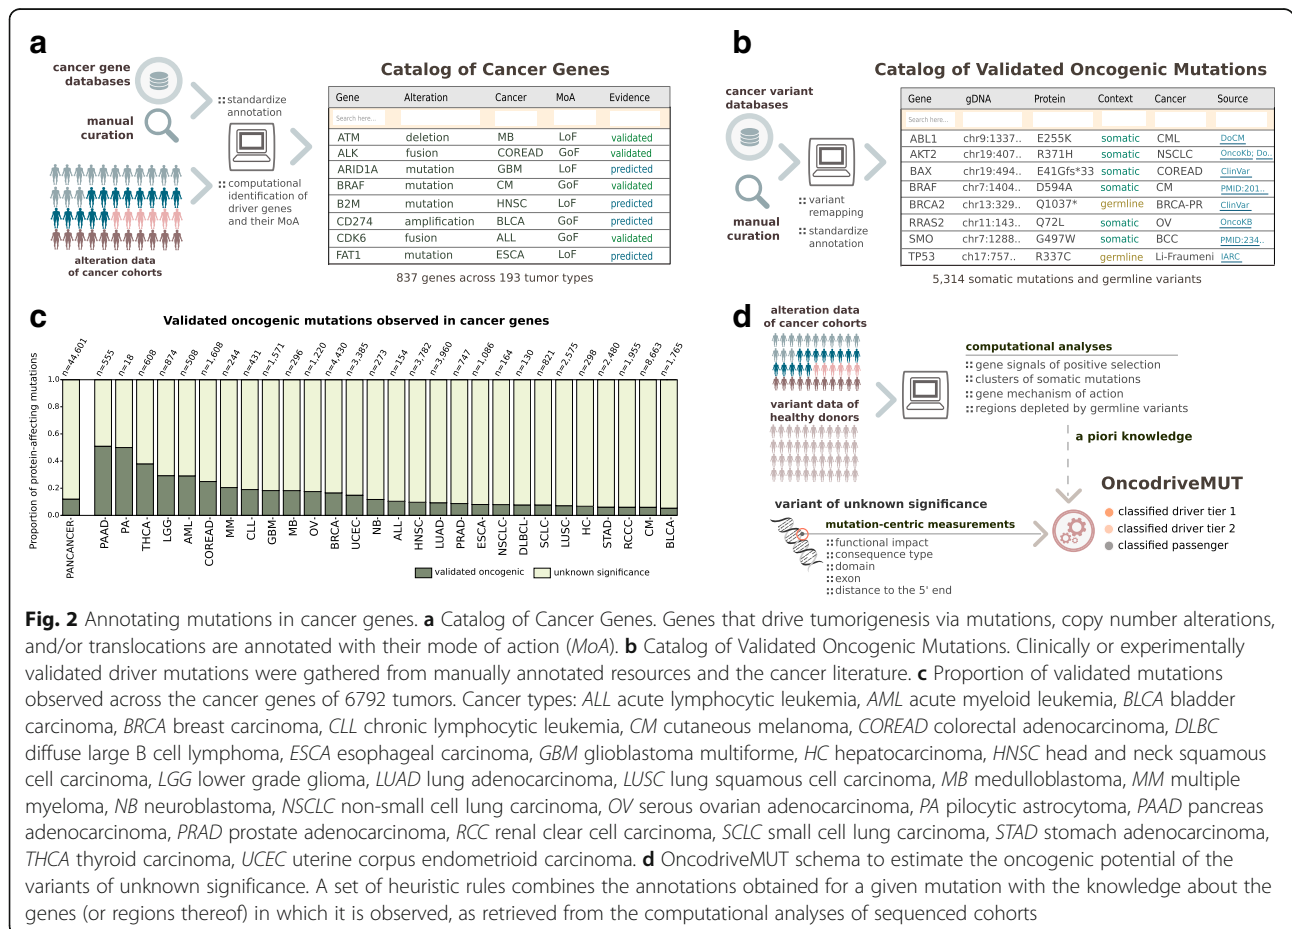 a
cancer gene
databases
manual
curation
:: standardize
annotation
:: computational
identification of
driver genes
and their MoA
alteration data
of cancer cohorts
Catalog of Cancer Genes
Gene Alteration Cancer MoA Evidence
Search here...
ATM deletion MB LoF validated
ALK fusion COREAD GoF validated
ARID1A mutation GBM LoF predicted
BRAF mutation CM GoF validated
B2M mutation HNSC LoF predicted
CD274 amplification BLCA GoF predicted
CDK6 fusion ALL GoF validated
FAT1 mutation ESCA LoF predicted
837 genes across 193 tumor types
b
cancer variant
databases
manual
curation
:: variant
remapping
:: standardize
annotation
Catalog of Validated Oncogenic Mutations
Gene gDNA Protein Context Cancer Source
Search here...
ABL1 chr9:1337.. E255K somatic CML DoCM
AKT2 chr19:407.. R371H somatic NSCLC OncoKb; Do..
BAX chr19:494.. E41Gfs*33 somatic COREAD ClinVar
BRAF chr7:1404.. D594A somatic CM PMID:201..
BRCA2 chr13:329.. Q1037* germline BRCA-PR ClinVar
RRAS2 chr11:143.. Q72L somatic OV OncoKB
SMO chr7:1288.. G497W somatic BCC PMID:234..
TP53 ch17:757.. R337C germline Li-Fraumeni IARC
5,314 somatic mutations and germline variants
c
Validated oncogenic mutations observed in cancer genes
n=44,601 n=555 n=18 n=608 n=874 n=508 n=1,608 n=244 n=431 n=1,571 n=296 n=1,220 n=4,430 n=3,385 n=273 n=154 n=3,782 n=3,960 n=747 n=1,086 n=164 n=130 n=821 n=2,575 n=298 n=2,480 n=1,955 n=8,663 n=1,765
Proportion of protein-affecting mutations
1.0
0.8
0.6
0.4
0.2
0.0
PANCANCER PAAD PA THCA LGG AML COREAD MM CLL GBM MB OV BRCA UCEC NB ALL HNSC LUAD PRAD ESCA NSCLC DLBCL SCLC LUSC HC STAD RCCC CM BLCA
validated oncogenic unknown significance
d
alteration data
of cancer cohorts
variant data of
healthy donors
computational analyses
:: gene signals of positive selection
:: clusters of somatic mutations
:: gene mechanism of action
:: regions depleted by germline variants
a piori knowledge
OncodriveMUT
classified driver tier 1
classified driver tier 2
classified passenger
variant of unknown significance
mutation-centric measurements
:: functional impact
:: consequence type
:: domain
:: exon
:: distance to the 5' end
Fig. 2 Annotating mutations in cancer genes. a Catalog of Cancer Genes. Genes that drive tumorigenesis via mutations, copy number alterations,
and/or translocations are annotated with their mode of action (MoA). b Catalog of Validated Oncogenic Mutations. Clinically or experimentally
validated driver mutations were gathered from manually annotated resources and the cancer literature. c Proportion of validated mutations
observed across the cancer genes of 6792 tumors. Cancer types: ALL acute lymphocytic leukemia, AML acute myeloid leukemia, BLCA bladder
carcinoma, BRCA breast carcinoma, CLL chronic lymphocytic leukemia, CM cutaneous melanoma, COREAD colorectal adenocarcinoma, DLBC
diffuse large B cell lymphoma, ESCA esophageal carcinoma, GBM glioblastoma multiforme, HC hepatocarcinoma, HNSC head and neck squamous
cell carcinoma, LGG lower grade glioma, LUAD lung adenocarcinoma, LUSC lung squamous cell carcinoma, MB medulloblastoma, MM multiple
myeloma, NB neuroblastoma, NSCLC non-small cell lung carcinoma, OV serous ovarian adenocarcinoma, PA pilocytic astrocytoma, PAAD pancreas
adenocarcinoma, PRAD prostate adenocarcinoma, RCC renal clear cell carcinoma, SCLC small cell lung carcinoma, STAD stomach adenocarcinoma,
THCA thyroid carcinoma, UCEC uterine corpus endometrioid carcinoma. d OncodriveMUT schema to estimate the oncogenic potential of the
variants of unknown significance. A set of heuristic rules combines the annotations obtained for a given mutation with the knowledge about the
genes (or regions thereof) in which it is observed, as retrieved from the computational analyses of sequenced cohorts